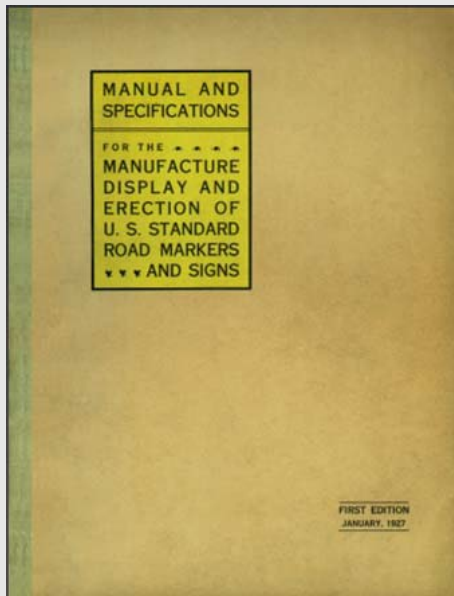 MANUAL AND
SPECIFICATIONS
FOR THE
MANUFACTURE
DISPLAY AND
ERECTION OF
U. S. STANDARD
ROAD MARKERS
AND SIGNS
FIRST EDITION
JANUARY, 1927